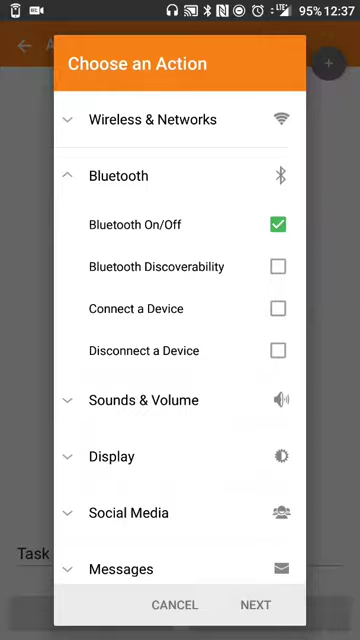 LTE
95% 12:37
A
Choose an Action
Wireless & Networks
Bluetooth
Bluetooth On/Off
Bluetooth Discoverability
Connect a Device
Disconnect a Device
Sounds & Volume
Display
Social Media
Task
Messages
CANCEL NEXT